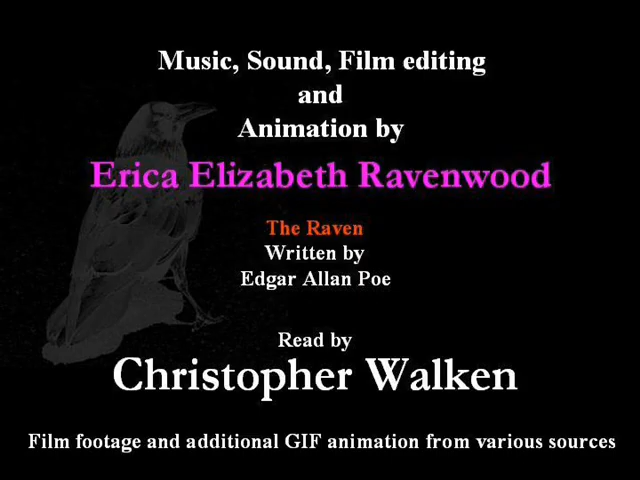 Music, Sound, Film editing
and
Animation by
Erica Elizabeth Ravenwood
The Raven
Written by
Edgar Allan Poe
Read by
Christopher Walken
Film footage and additional GIF animation from various sources